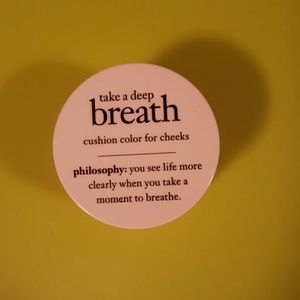 take a deep
breath
cushion color for cheeks
philosophy: you see life more
clearly when you take a
moment to breathe.